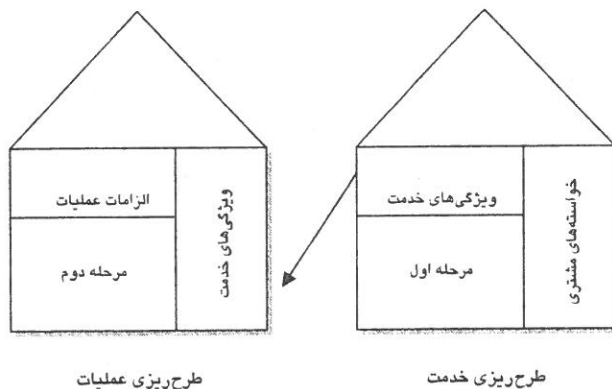 خواسته‌های مشتری
ویژگی‌های خدمت
مرحله اول
طرح‌ریزی خدمت
ویژگی‌های خدمت
الزامات عملیات
مرحله دوم
طرح‌ریزی عملیات